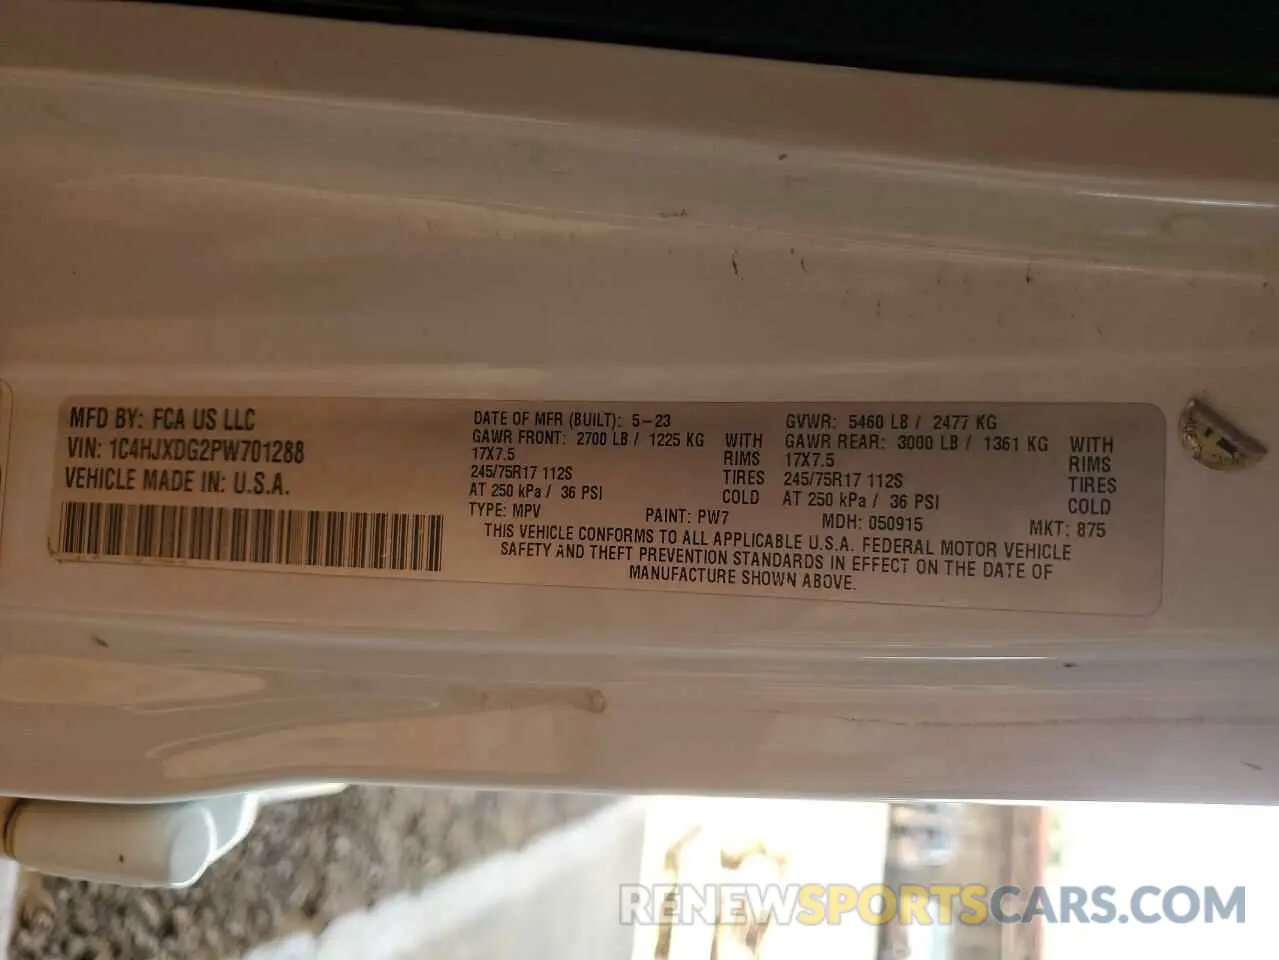 MFD BY: FCA US LLC
VIN: 1C4HJXDG2PW701288
VEHICLE MADE IN: U.S.A.
DATE OF MFR (BUILT): 5-23
GAWR FRONT: 2700 LB / 1225 KG WITH
17X7.5 RIMS
245/75R17 112S TIRES
AT 250 kPa / 36 PSI COLD
GVWR: 5460 LB / 2477 KG
GAWR REAR: 3000 LB / 1361 KG WITH
17X7.5 RIMS
245/75R17 112S TIRES
AT 250 kPa / 36 PSI COLD
TYPE: MPV PAINT: PW7 MDH: 050915 MKT: 875
THIS VEHICLE CONFORMS TO ALL APPLICABLE U.S.A. FEDERAL MOTOR VEHICLE
SAFETY AND THEFT PREVENTION STANDARDS IN EFFECT ON THE DATE OF
MANUFACTURE SHOWN ABOVE.
RENEWSPORTSCARS.COM